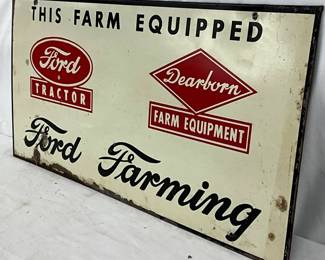 THIS FARM EQUIPPED
Ford
TRACTOR
Dearborn
FARM EQUIPMENT
Ford Farming